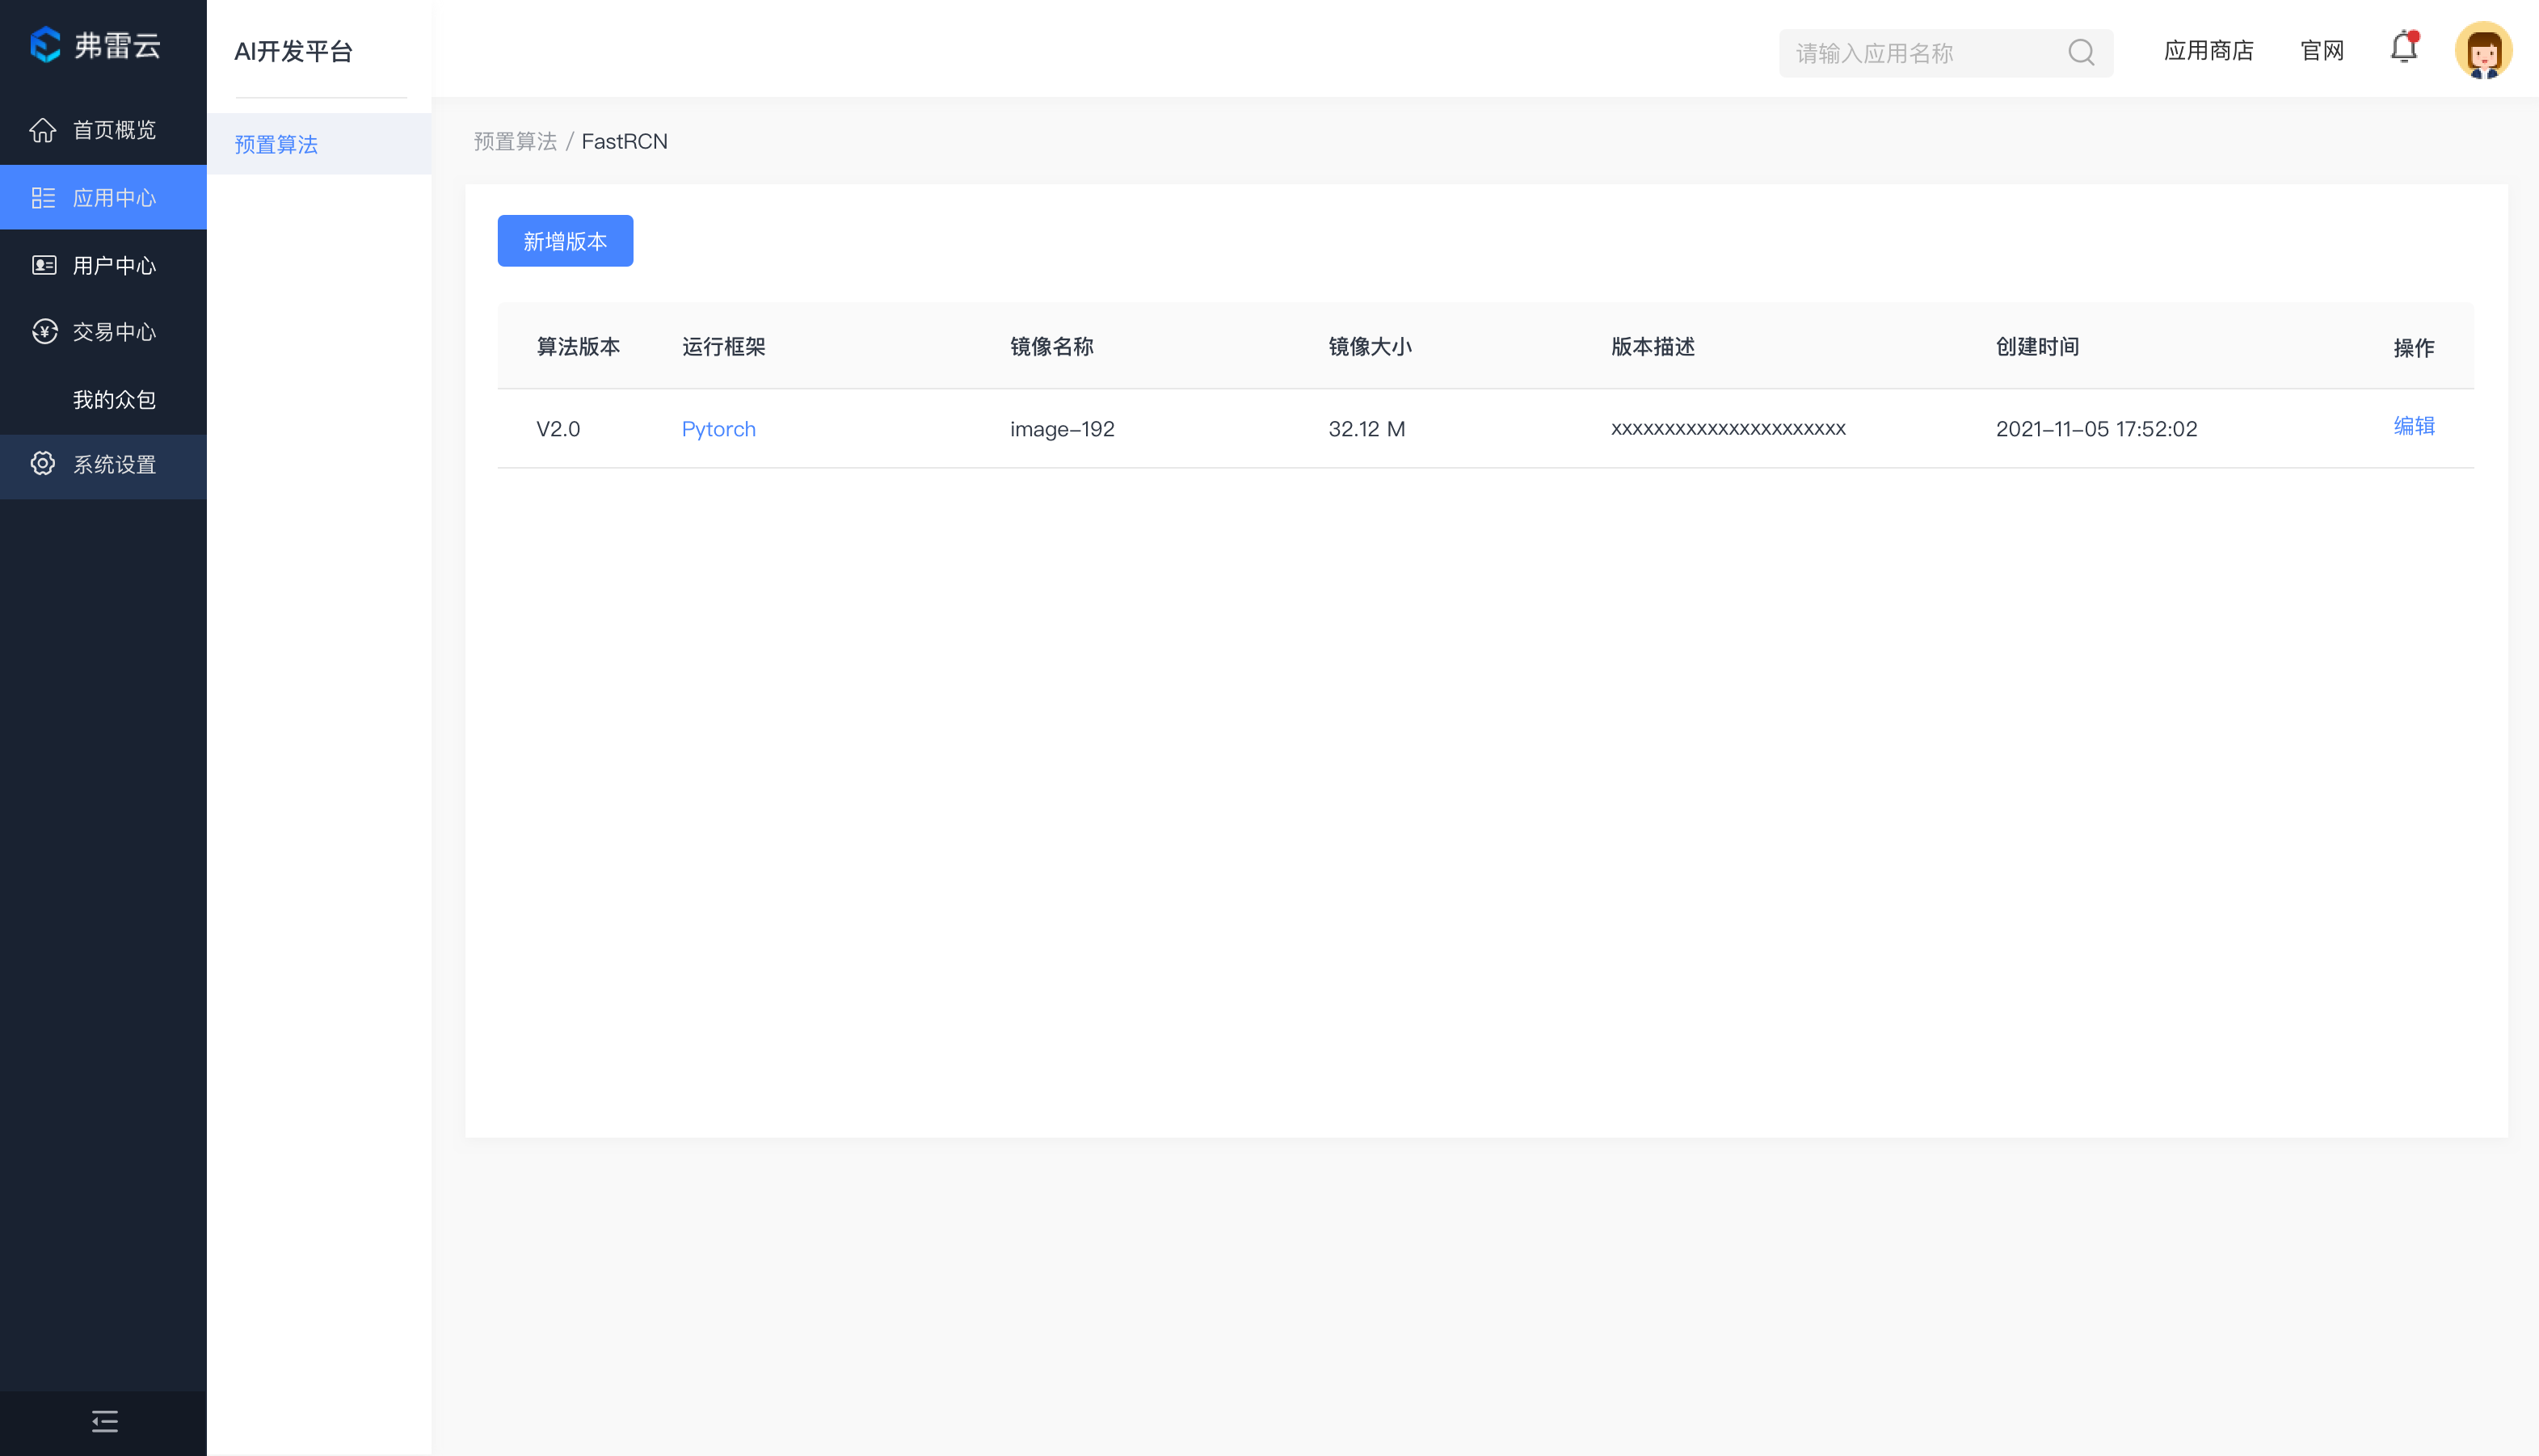 弗雷云
首页概览
应用中心
用户中心
交易中心
我的众包
系统设置
AI开发平台
预置算法
请输入应用名称
应用商店
官网
预置算法 / FastRCN
新增版本
算法版本 运行框架 镜像名称 镜像大小 版本描述 创建时间 操作
V2.0 Pytorch image-192 32.12 M xxxxxxxxxxxxxxxxxxxxxx 2021-11-05 17:52:02 编辑